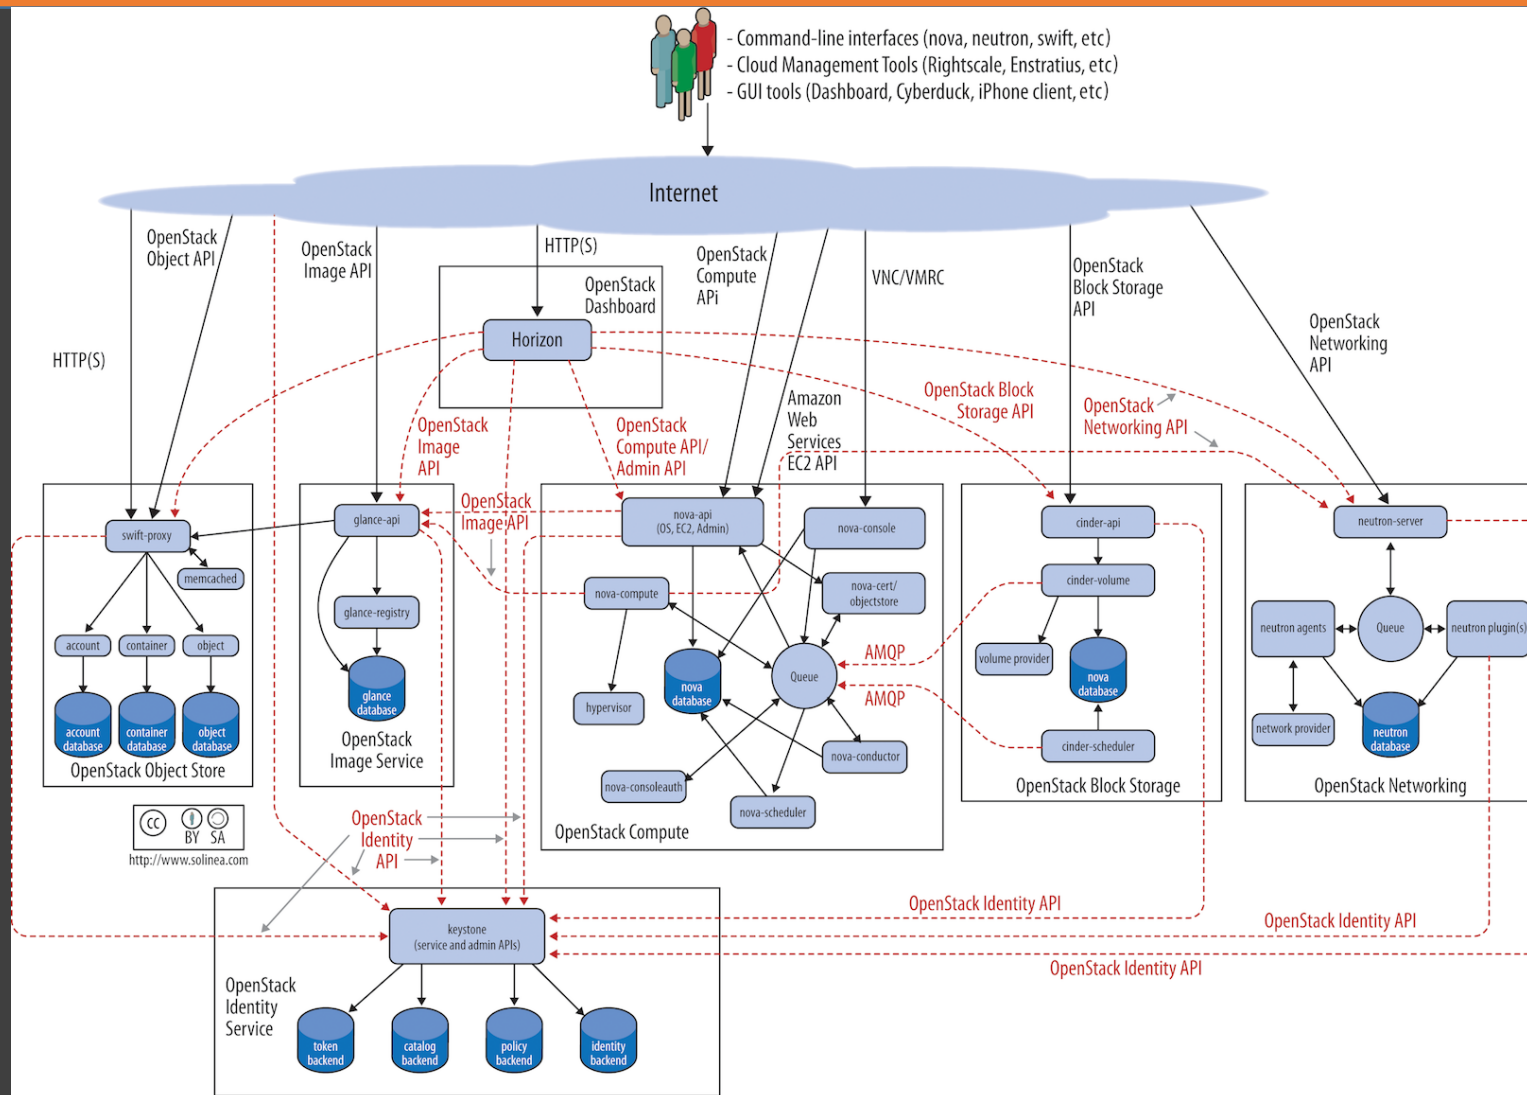 - Command-line interfaces (nova, neutron, swift, etc)
- Cloud Management Tools (Rightscale, Enstratius, etc)
- GUI tools (Dashboard, Cyberduck, iPhone client, etc)
Internet
OpenStack
Object API
OpenStack
Image API
HTTP(S)
OpenStack
Compute
APi
VNC/VMRC
OpenStack
Block Storage
API
OpenStack
Networking
API
HTTP(S)
OpenStack
Dashboard
Horizon
OpenStack
Image
API
OpenStack
Compute API/
Admin API
Amazon
Web
Services
EC2 API
OpenStack Block
Storage API
OpenStack
Networking API
OpenStack
Image API
swift-proxy
memcached
account
container
object
account
database
container
database
object
database
OpenStack Object Store
glance-api
glance-registry
glance
database
OpenStack
Image Service
nova-api
(OS, EC2, Admin)
nova-console
nova-compute
nova-cert/
objectstore
hypervisor
nova
database
Queue
nova-conductor
nova-consoleauth
nova-scheduler
OpenStack Compute
AMQP
AMQP
cinder-api
cinder-volume
volume provider
nova
database
cinder-scheduler
OpenStack Block Storage
neutron-server
neutron agents
Queue
neutron plugin(s)
network provider
neutron
database
OpenStack Networking
cc
BY SA
http://www.solinea.com
OpenStack
Identity
API
OpenStack Identity API
OpenStack Identity API
OpenStack Identity API
keystone
(service and admin APIs)
OpenStack
Identity
Service
token
backend
catalog
backend
policy
backend
identity
backend